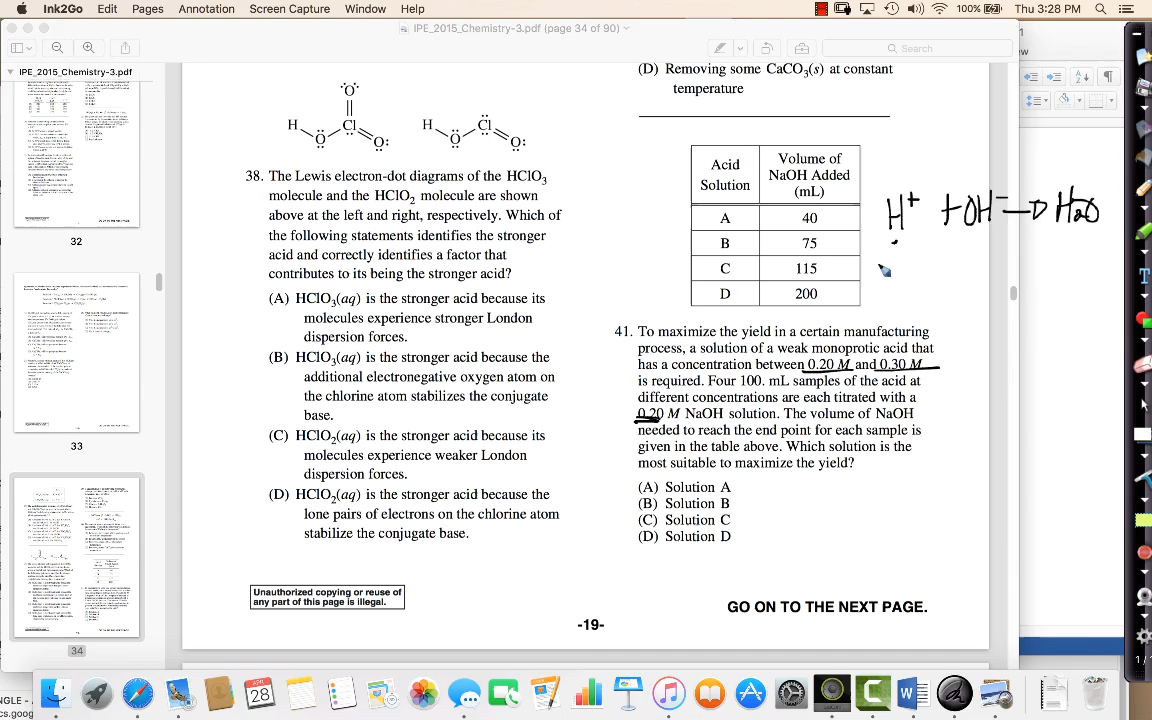 Ink2Go Edit Pages Annotation Screen Capture Window Help 100% Thu 3:28 PM
IPE_2015_Chemistry-3.pdf (page 34 of 90)
Search
IPE_2015_Chemistry-3.pdf
32
33
34
H O Cl O O:
H O Cl O:
38. The Lewis electron-dot diagrams of the HClO3
molecule and the HClO2 molecule are shown
above at the left and right, respectively. Which of
the following statements identifies the stronger
acid and correctly identifies a factor that
contributes to its being the stronger acid?
(A) HClO3(aq) is the stronger acid because its
molecules experience stronger London
dispersion forces.
(B) HClO3(aq) is the stronger acid because the
additional electronegative oxygen atom on
the chlorine atom stabilizes the conjugate
base.
(C) HClO2(aq) is the stronger acid because its
molecules experience weaker London
dispersion forces.
(D) HClO2(aq) is the stronger acid because the
lone pairs of electrons on the chlorine atom
stabilize the conjugate base.
Unauthorized copying or reuse of
any part of this page is illegal.
-19-
(D) Removing some CaCO3(s) at constant
temperature
Acid Solution Volume of NaOH Added (mL)
A 40
B 75
C 115
D 200
H+ + OH- → H2O
41. To maximize the yield in a certain manufacturing
process, a solution of a weak monoprotic acid that
has a concentration between 0.20 M and 0.30 M
is required. Four 100. mL samples of the acid at
different concentrations are each titrated with a
0.20 M NaOH solution. The volume of NaOH
needed to reach the end point for each sample is
given in the table above. Which solution is the
most suitable to maximize the yield?
(A) Solution A
(B) Solution B
(C) Solution C
(D) Solution D
GO ON TO THE NEXT PAGE.